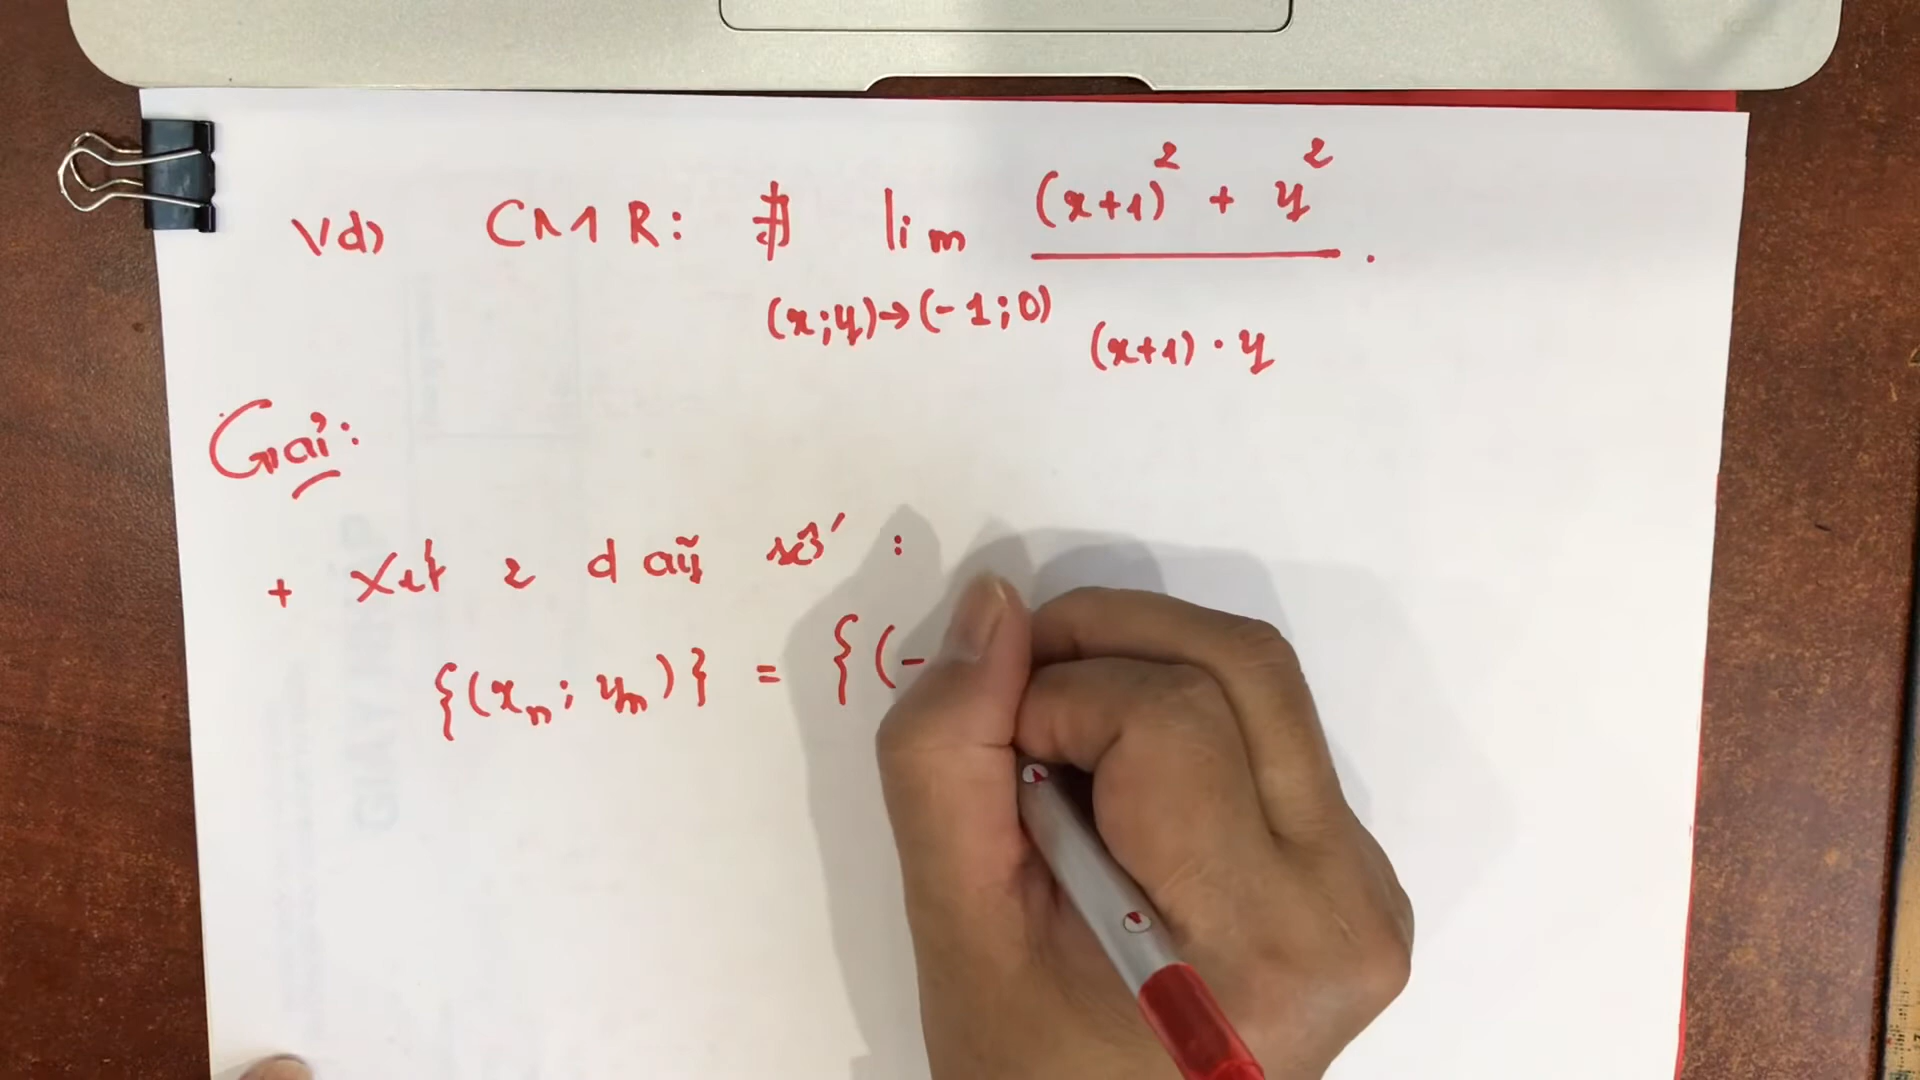 Vd) CMR: ∄ lim (x;y)→(-1;0) ((x+1)² + y²) / ((x+1)·y) .
Giải:
+ Xét 2 dãy số :
{(xₙ; yₙ)} = {(-